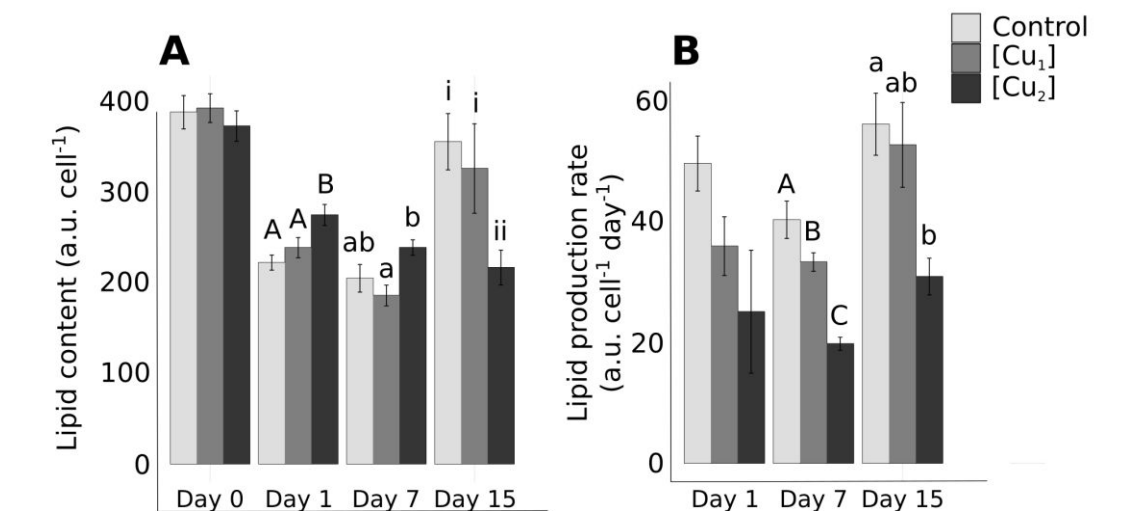 A
Lipid content (a.u. cell⁻¹)
400
300
200
100
0
A
A
B
ab
a
b
i
i
ii
Day 0 Day 1 Day 7 Day 15
B
Lipid production rate
(a.u. cell⁻¹ day⁻¹)
60
40
20
0
A
B
C
a
ab
b
Day 1 Day 7 Day 15
Control
[Cu₁]
[Cu₂]